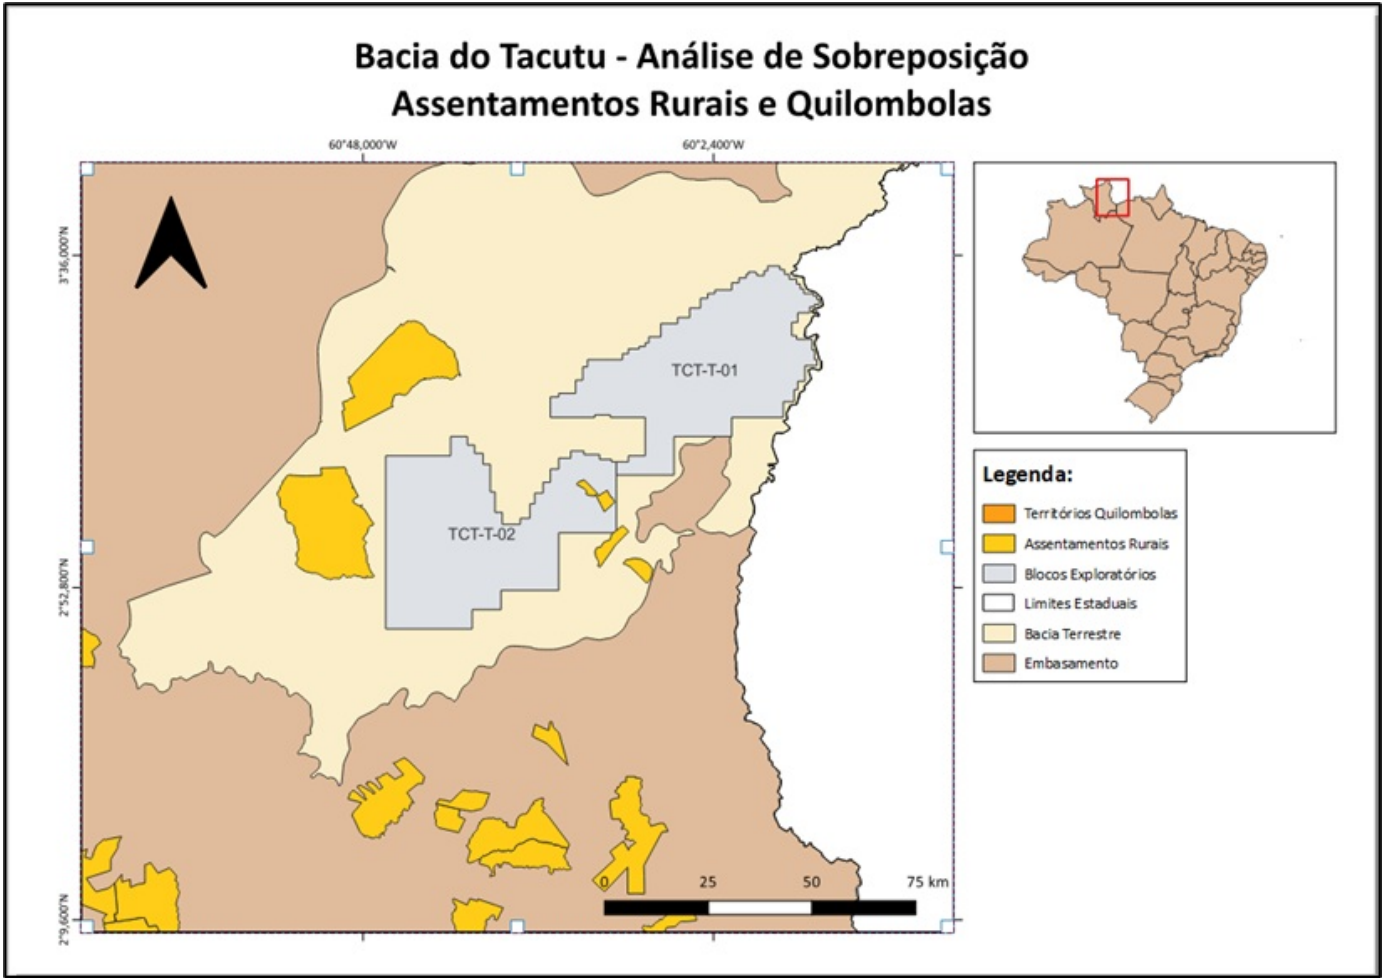 Bacia do Tacutu - Análise de Sobreposição
Assentamentos Rurais e Quilombolas
60°48,000'W
60°2,400'W
3°36,000'N
2°52,800'N
2°9,600'N
TCT-T-01
TCT-T-02
0 25 50 75 km
Legenda:
Territórios Quilombolas
Assentamentos Rurais
Blocos Exploratórios
Limites Estaduais
Bacia Terrestre
Embasamento